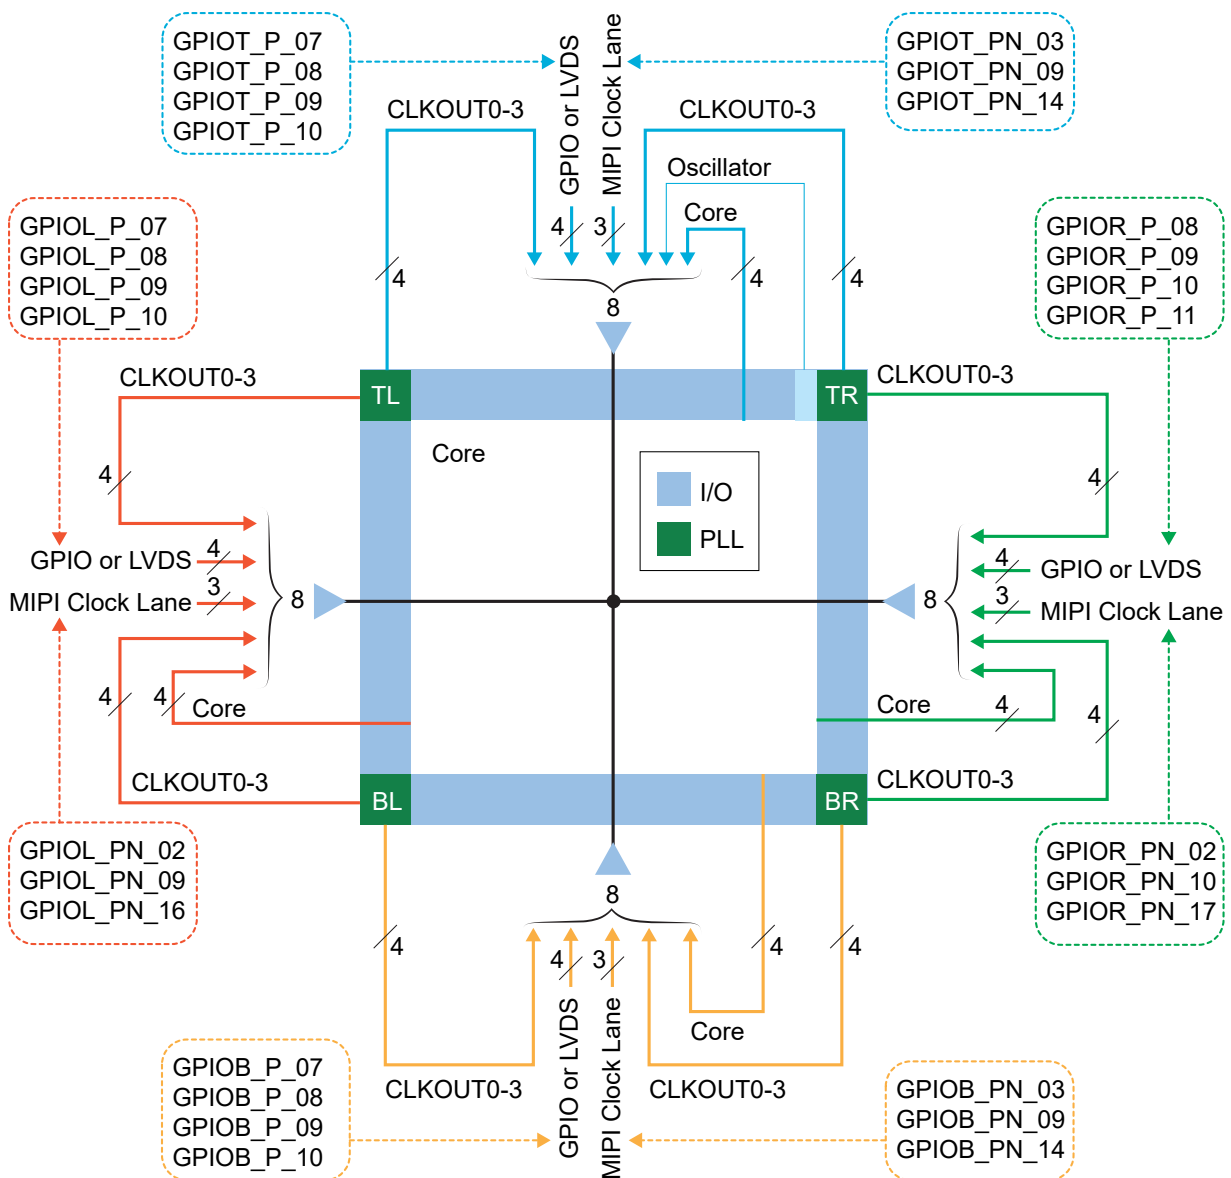 GPIOT_P_07
GPIOT_P_08
GPIOT_P_09
GPIOT_P_10
GPIO or LVDS
MIPI Clock Lane
GPIOT_PN_03
GPIOT_PN_09
GPIOT_PN_14
CLKOUT0-3
CLKOUT0-3
Oscillator
Core
4
4
3
4
4
8
GPIOL_P_07
GPIOL_P_08
GPIOL_P_09
GPIOL_P_10
GPIOR_P_08
GPIOR_P_09
GPIOR_P_10
GPIOR_P_11
CLKOUT0-3
TL
TR
CLKOUT0-3
Core
I/O
PLL
4
4
GPIO or LVDS
4
MIPI Clock Lane
3
8
8
4
GPIO or LVDS
3
MIPI Clock Lane
4
4
Core
Core
4
4
CLKOUT0-3
BL
BR
CLKOUT0-3
GPIOL_PN_02
GPIOL_PN_09
GPIOL_PN_16
GPIOR_PN_02
GPIOR_PN_10
GPIOR_PN_17
8
4
4
3
4
4
Core
CLKOUT0-3
GPIO or LVDS
MIPI Clock Lane
CLKOUT0-3
GPIOB_P_07
GPIOB_P_08
GPIOB_P_09
GPIOB_P_10
GPIOB_PN_03
GPIOB_PN_09
GPIOB_PN_14